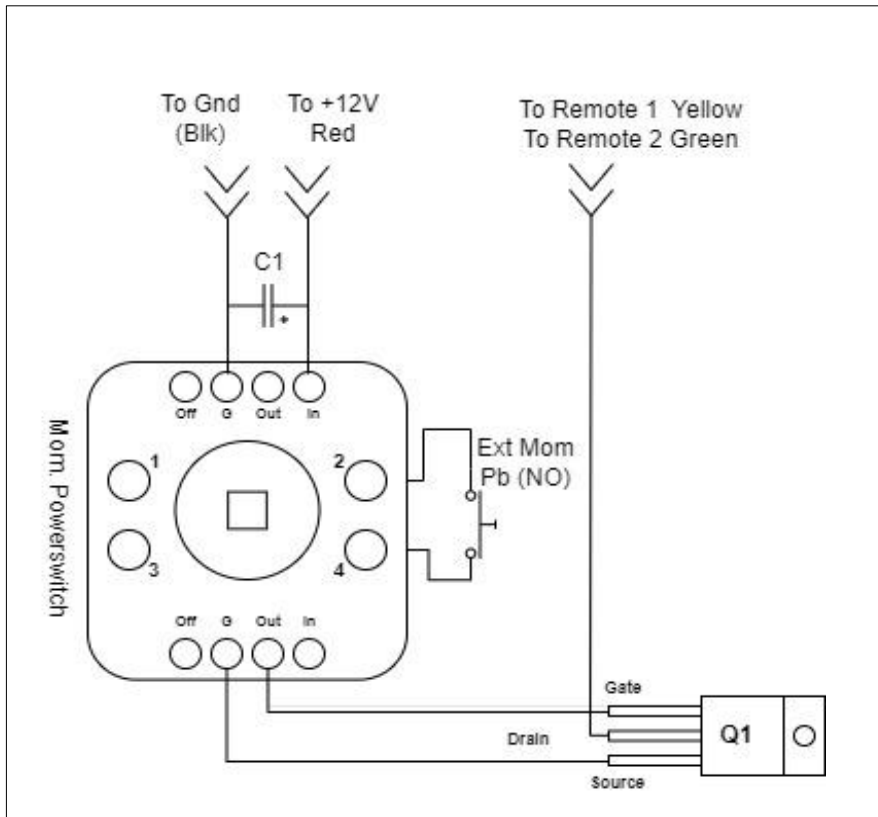 To Gnd
(Blk)
To +12V
Red
To Remote 1 Yellow
To Remote 2 Green
C1
+
Off
G
Out
In
Mom. Powerswitch
1
2
3
4
Ext Mom
Pb (NO)
Off
G
Out
In
Gate
Drain
Q1
Source